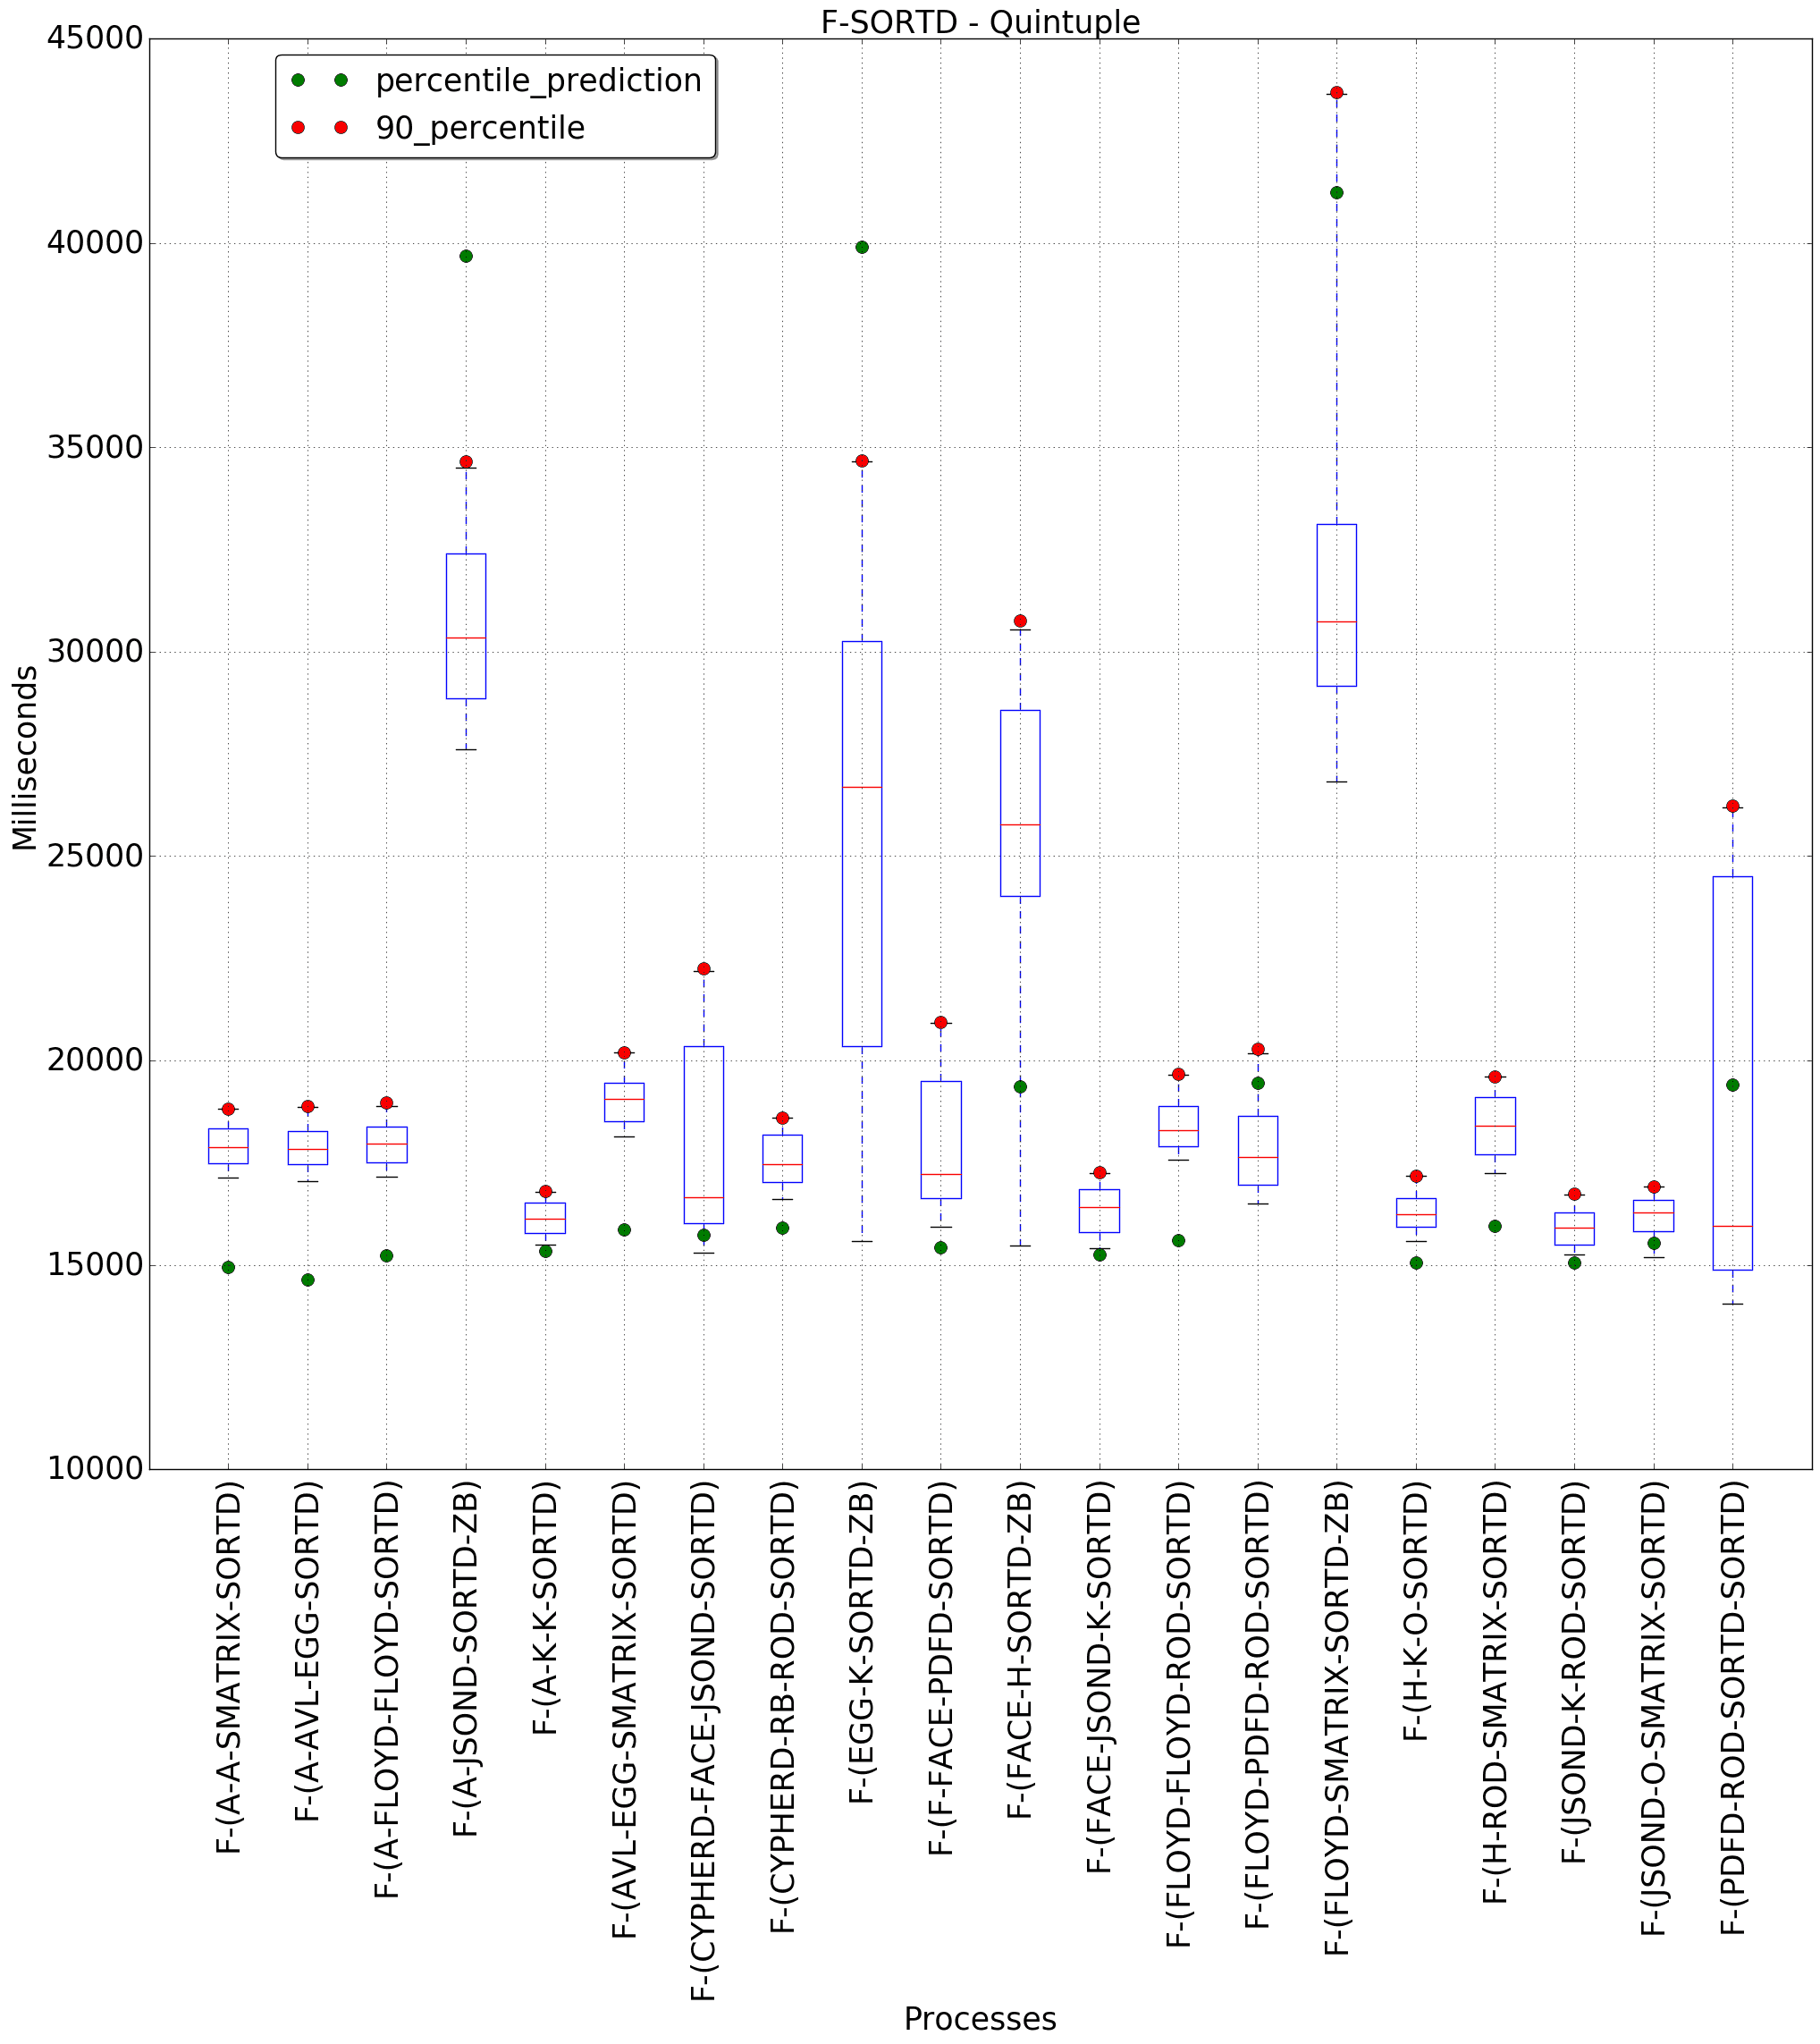 F-SORTD - Quintuple
percentile_prediction
90_percentile
45000
40000
35000
30000
25000
20000
15000
10000
Milliseconds
F-(A-A-SMATRIX-SORTD)
F-(A-AVL-EGG-SORTD)
F-(A-FLOYD-FLOYD-SORTD)
F-(A-JSOND-SORTD-ZB)
F-(A-K-K-SORTD)
F-(AVL-EGG-SMATRIX-SORTD)
F-(CYPHERD-FACE-JSOND-SORTD)
F-(CYPHERD-RB-ROD-SORTD)
F-(EGG-K-SORTD-ZB)
F-(F-FACE-PDFD-SORTD)
F-(FACE-H-SORTD-ZB)
F-(FACE-JSOND-K-SORTD)
F-(FLOYD-FLOYD-ROD-SORTD)
F-(FLOYD-PDFD-ROD-SORTD)
F-(FLOYD-SMATRIX-SORTD-ZB)
F-(H-K-O-SORTD)
F-(H-ROD-SMATRIX-SORTD)
F-(JSOND-K-ROD-SORTD)
F-(JSOND-O-SMATRIX-SORTD)
F-(PDFD-ROD-SORTD-SORTD)
Processes